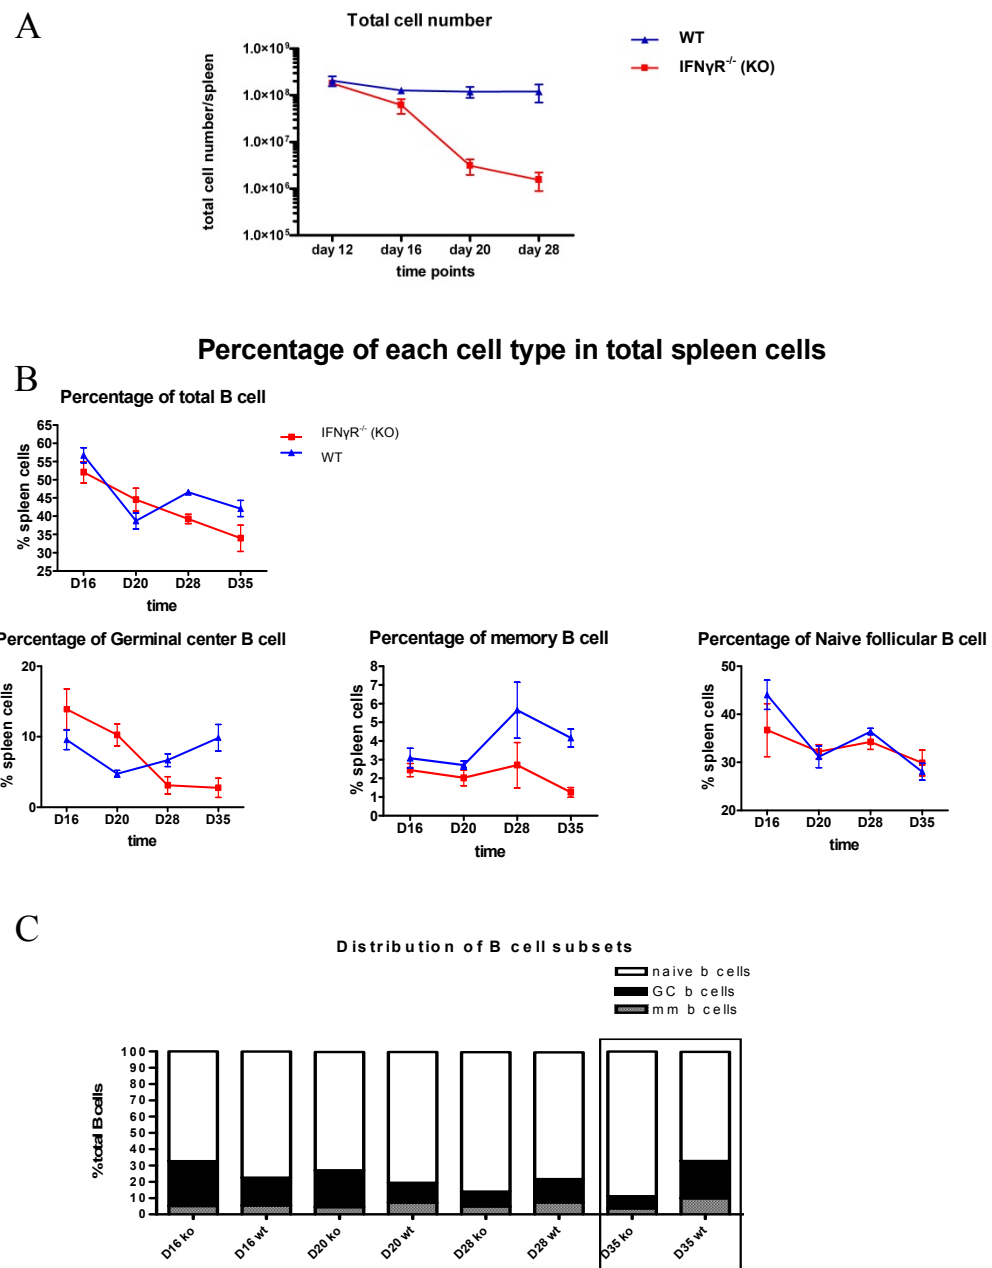 A
Total cell number
WT
IFNγR-/- (KO)
total cell number/spleen
1.0×10⁹
1.0×10⁸
1.0×10⁷
1.0×10⁶
1.0×10⁵
day 12 day 16 day 20 day 28
time points
Percentage of each cell type in total spleen cells
B
Percentage of total B cell
IFNγR-/- (KO)
WT
% spleen cells
65
60
55
50
45
40
35
30
25
D16 D20 D28 D35
time
Percentage of Germinal center B cell
% spleen cells
20
10
0
D16 D20 D28 D35
time
Percentage of memory B cell
% spleen cells
8
7
6
5
4
3
2
1
0
D16 D20 D28 D35
time
Percentage of Naive follicular B cell
% spleen cells
50
40
30
20
D16 D20 D28 D35
time
C
Distribution of B cell subsets
naive b cells
GC b cells
mm b cells
%total B cells
100
90
80
70
60
50
40
30
20
10
0
D16 ko D16 wt D20 ko D20 wt D28 ko D28 wt D35 ko D35 wt